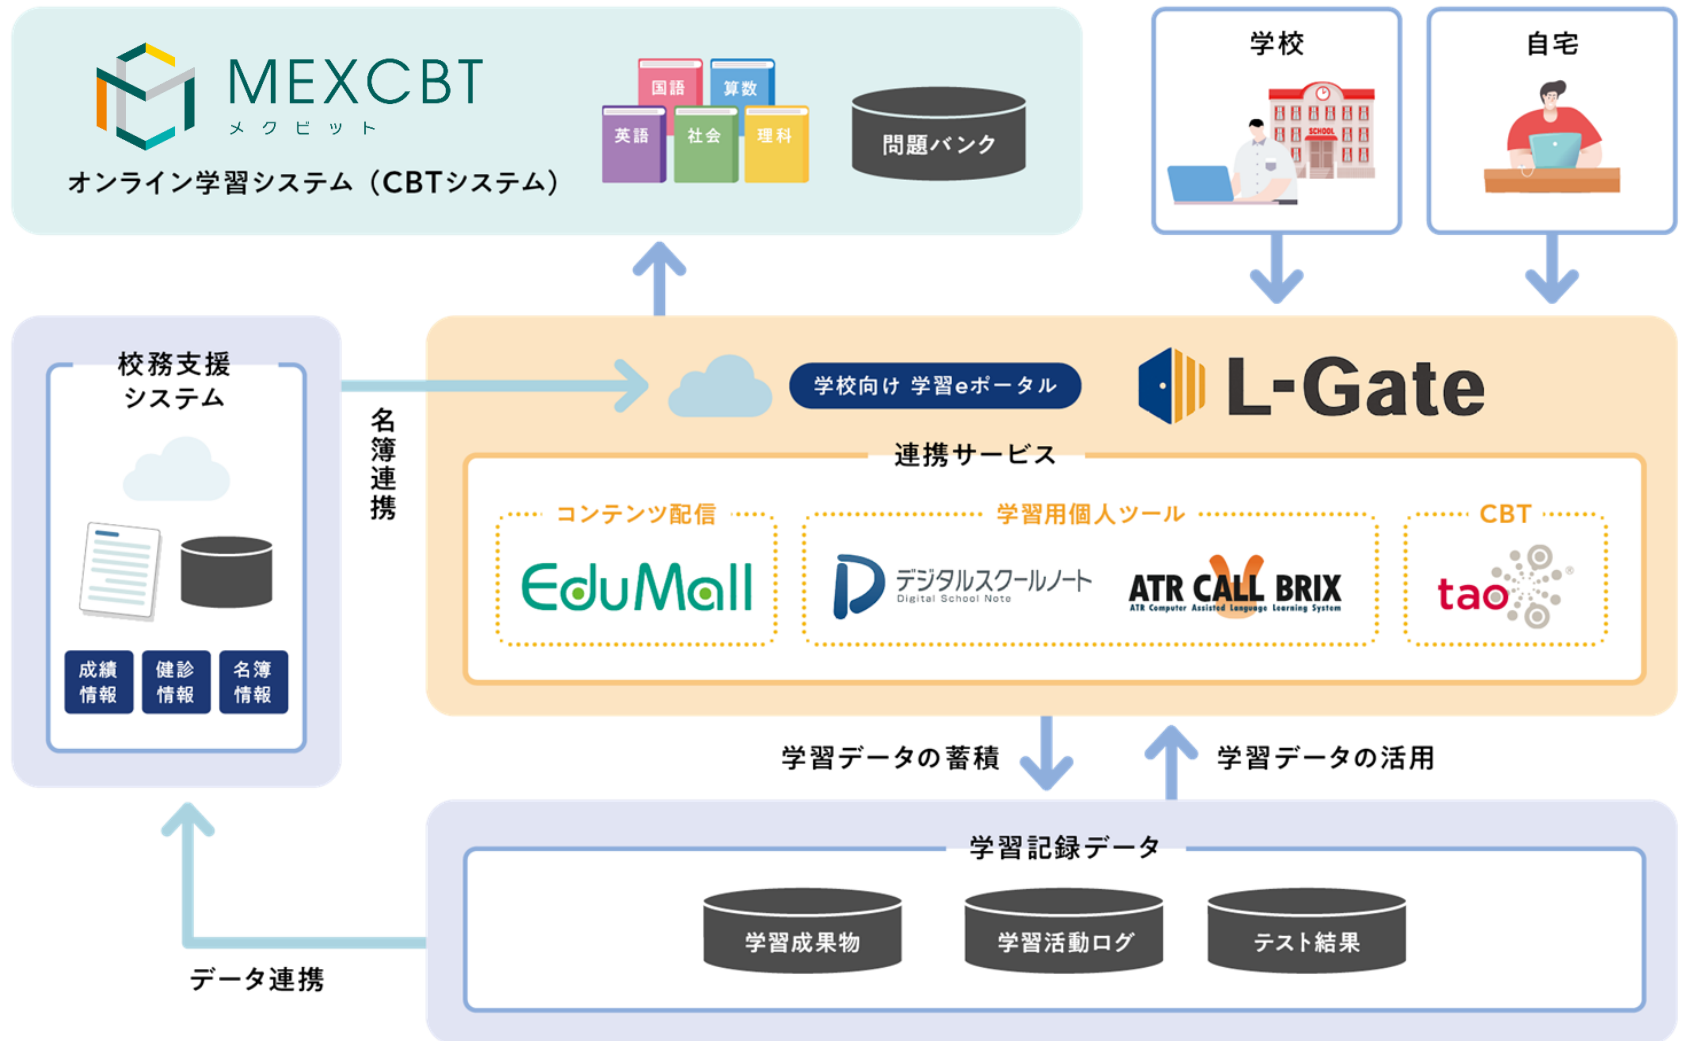 MEXCBT
メクビット
オンライン学習システム（CBTシステム）
国語
算数
英語
社会
理科
問題バンク
学校
SCHOOL
自宅
校務支援
システム
成績
情報
健診
情報
名簿
情報
名簿連携
学校向け 学習eポータル
L-Gate
連携サービス
コンテンツ配信
EduMall
学習用個人ツール
デジタルスクールノート
Digital School Note
ATR CALL BRIX
ATR Computer Assisted Language Learning System
CBT
tao
®
学習データの蓄積
学習データの活用
学習記録データ
学習成果物
学習活動ログ
テスト結果
データ連携